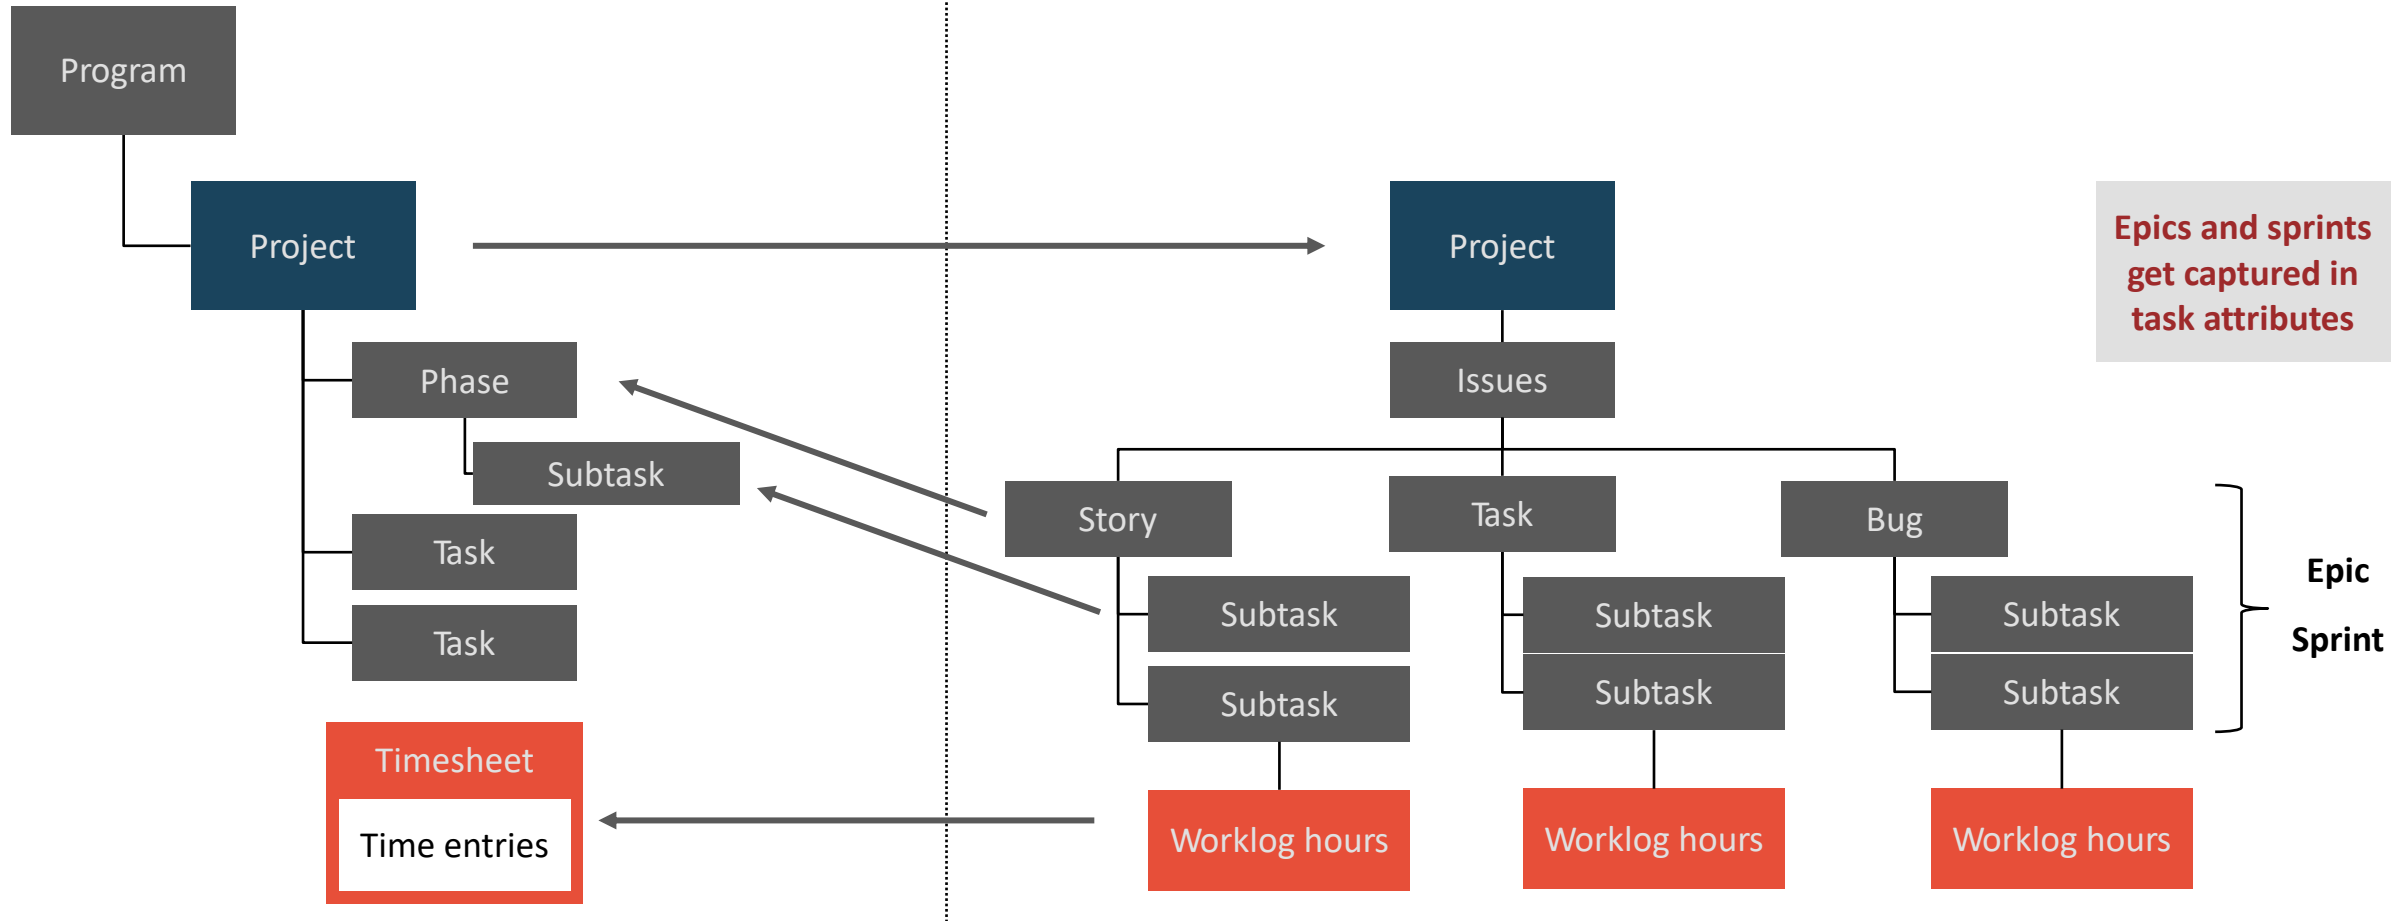 Program
Project
Project
Epics and sprints
get captured in
task attributes
Phase
Issues
Subtask
Story
Task
Bug
Task
Epic
Subtask
Subtask
Subtask
Task
Sprint
Subtask
Subtask
Subtask
Timesheet
Time entries
Worklog hours
Worklog hours
Worklog hours